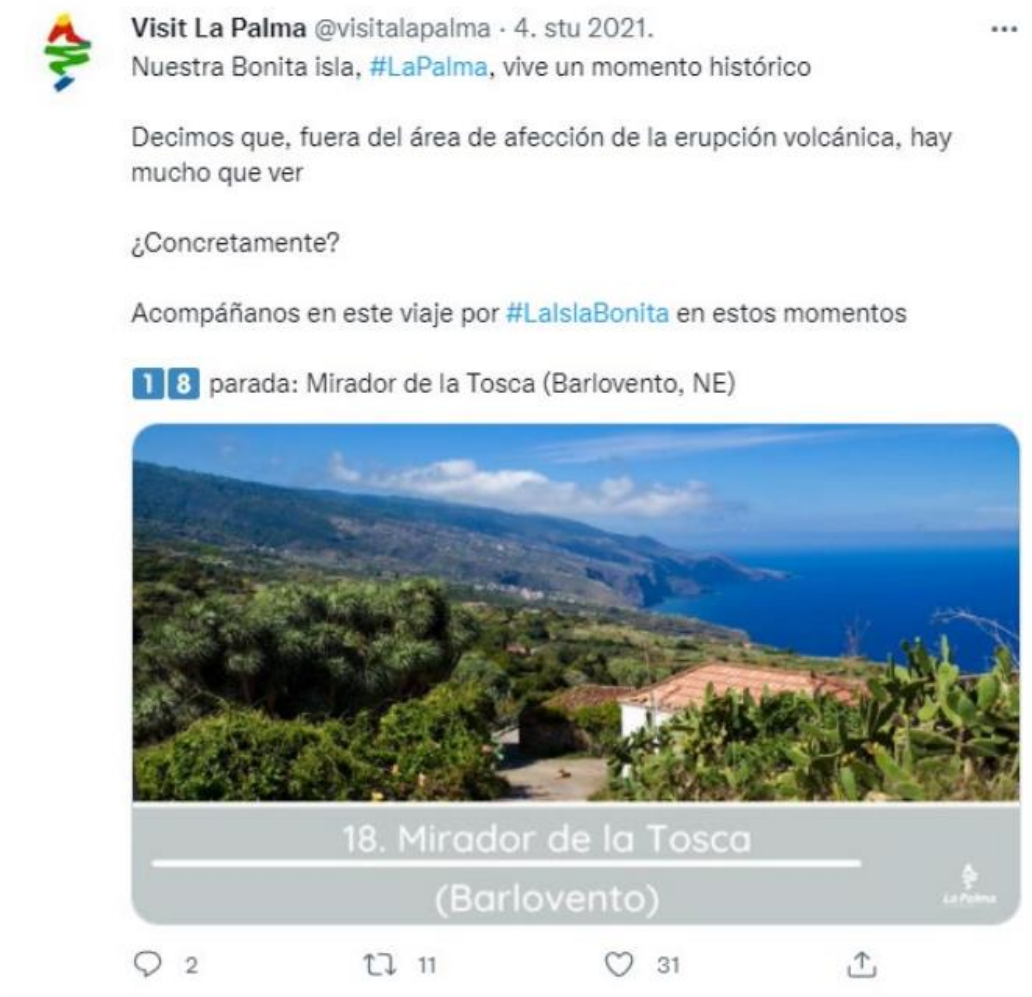 Visit La Palma @visitalapalma · 4. stu 2021.
Nuestra Bonita isla, #LaPalma, vive un momento histórico
Decimos que, fuera del área de afección de la erupción volcánica, hay
mucho que ver
¿Concretamente?
Acompáñanos en este viaje por #LaIslaBonita en estos momentos
1️⃣8️⃣ parada: Mirador de la Tosca (Barlovento, NE)
18. Mirador de la Tosca
(Barlovento)
La Palma
2 11 31